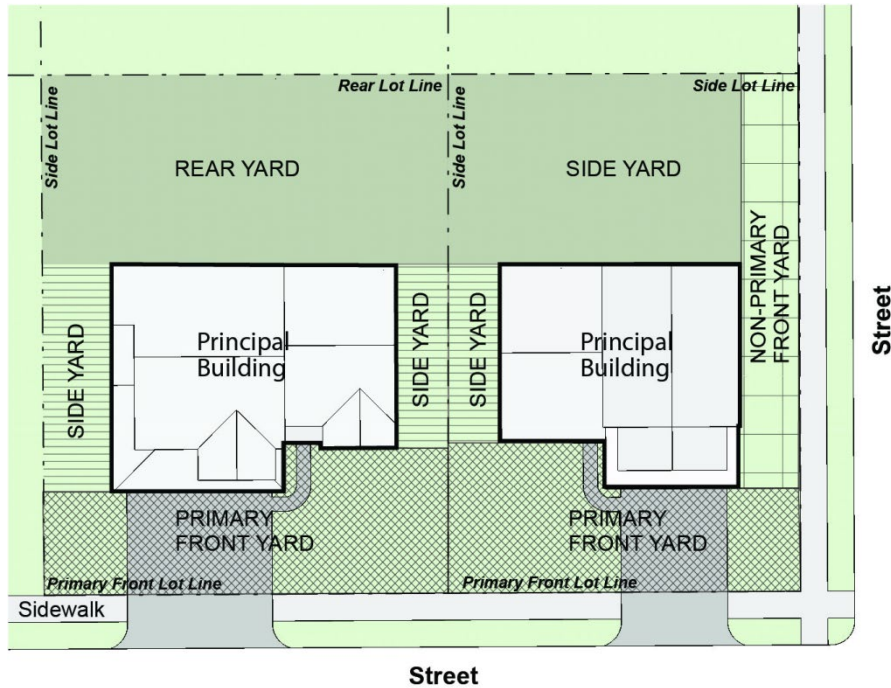 Rear Lot Line
Side Lot Line
Side Lot Line
Side Lot Line
REAR YARD
SIDE YARD
NON-PRIMARY
FRONT YARD
Street
SIDE YARD
Principal
Building
SIDE YARD
SIDE YARD
Principal
Building
PRIMARY
FRONT YARD
PRIMARY
FRONT YARD
Primary Front Lot Line
Primary Front Lot Line
Sidewalk
Street